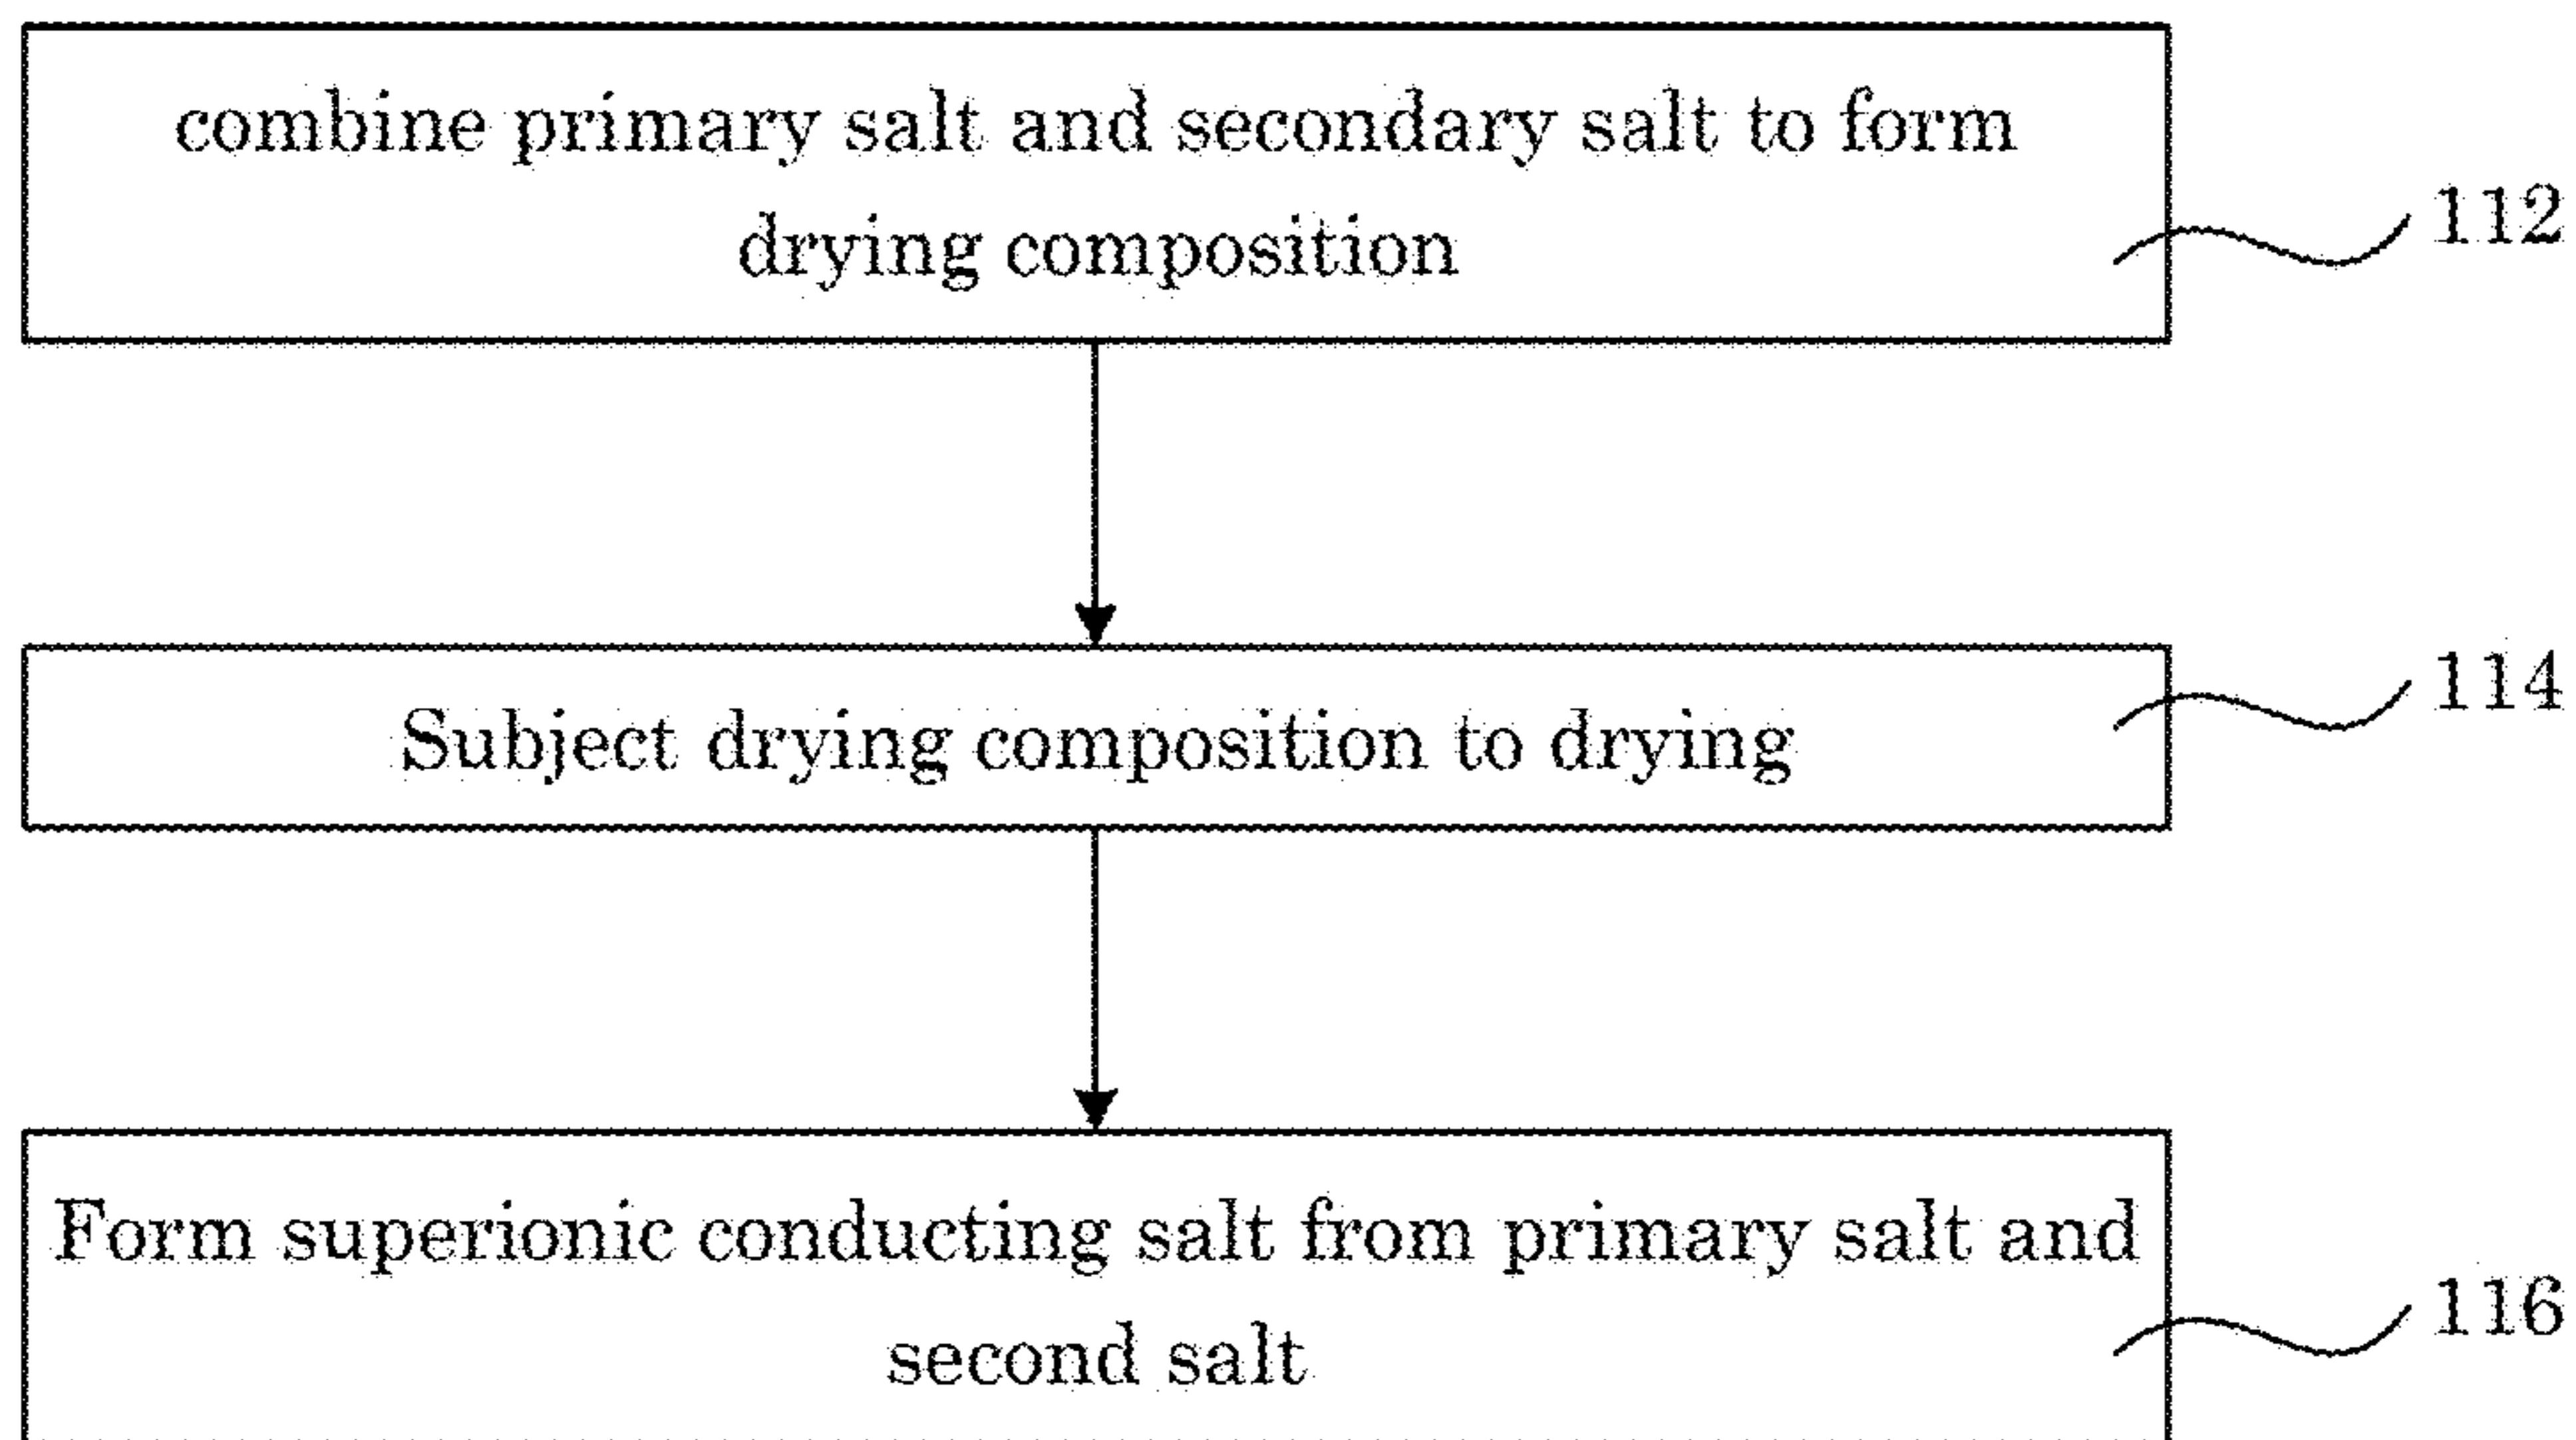 combine primary salt and secondary salt to form
drying composition
112
Subject drying composition to drying
114
Form superionic conducting salt from primary salt and
second salt
116